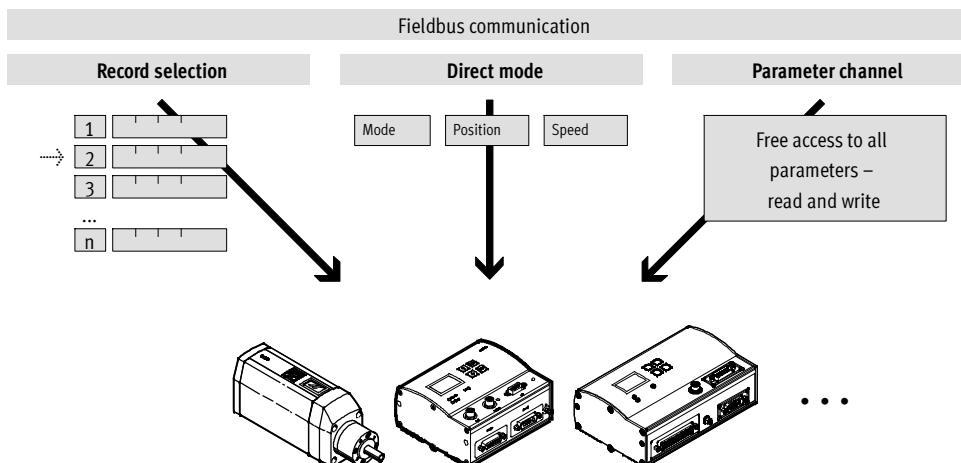 Fieldbus communication
Record selection
Direct mode
Parameter channel
1
2
3
...
n
Mode
Position
Speed
Free access to all
parameters –
read and write
• • •